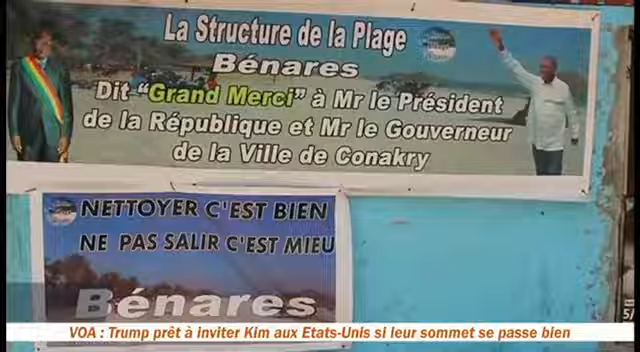 La Structure de la Plage
Bénares
Dit “Grand Merci” à Mr le Président
de la République et Mr le Gouverneur
de la Ville de Conakry
NETTOYER C'EST BIEN
NE PAS SALIR C'EST MIEU
Bénares
VOA : Trump prêt à inviter Kim aux Etats-Unis si leur sommet se passe bien